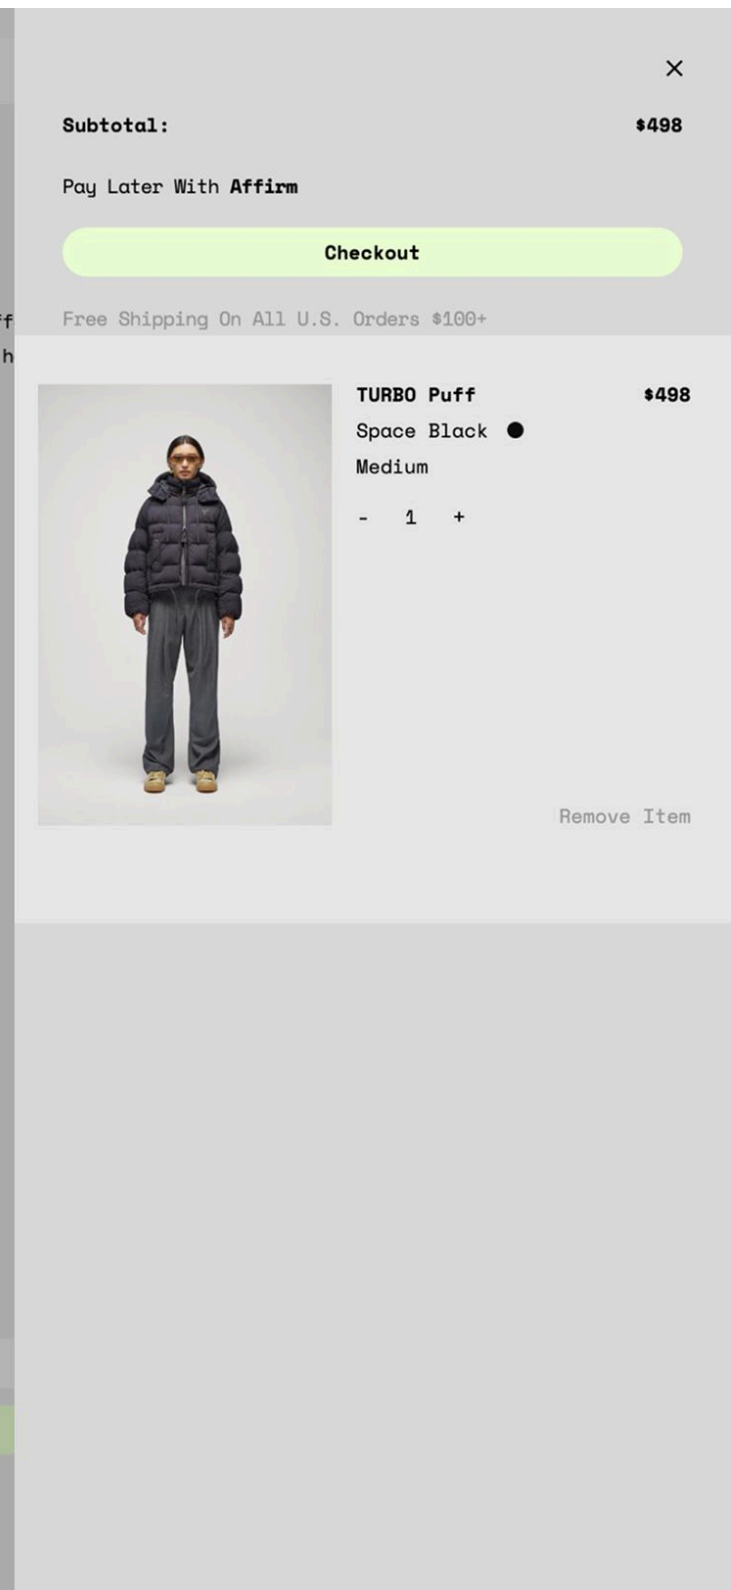 Subtotal: $498
Pay Later With Affirm
Checkout
Free Shipping On All U.S. Orders $100+
TURBO Puff $498
Space Black
Medium
- 1 +
Remove Item